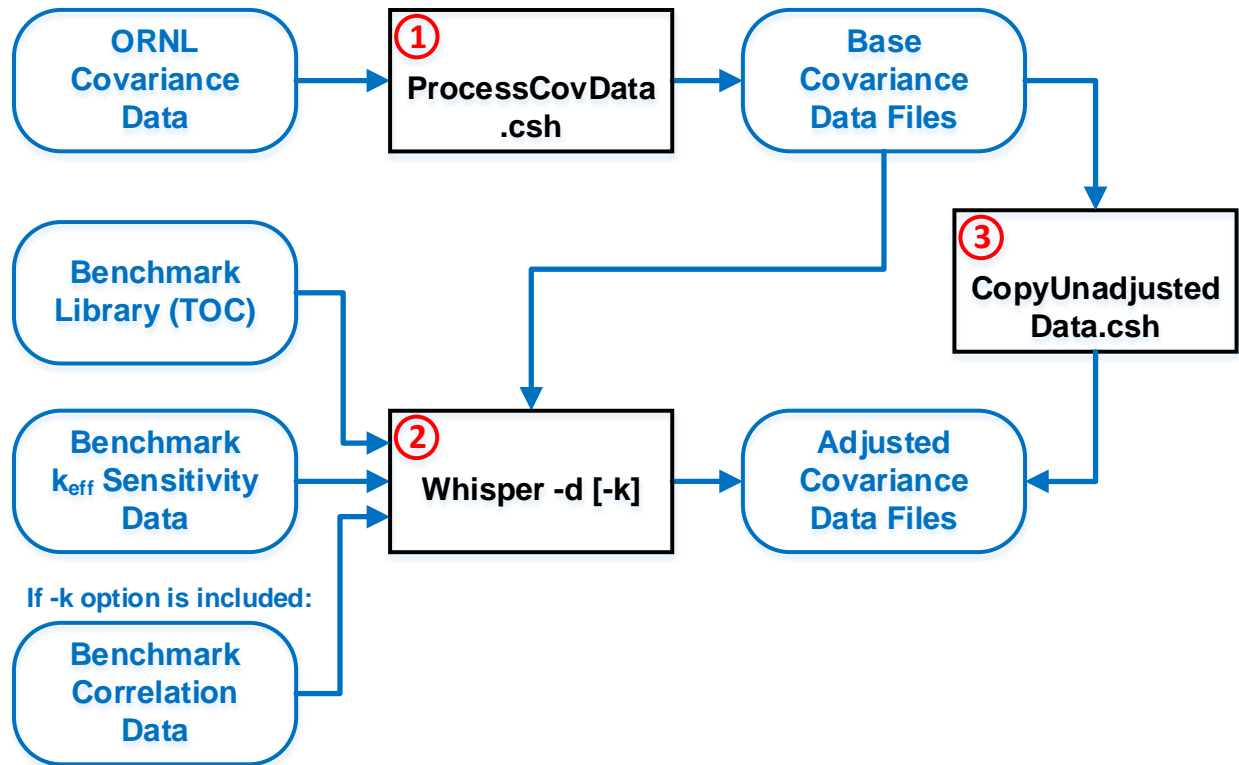 ORNL
Covariance
Data
1
ProcessCovData
.csh
Base
Covariance
Data Files
Benchmark
Library (TOC)
3
CopyUnadjusted
Data.csh
Benchmark
keff Sensitivity
Data
2
Whisper -d [-k]
Adjusted
Covariance
Data Files
If -k option is included:
Benchmark
Correlation
Data